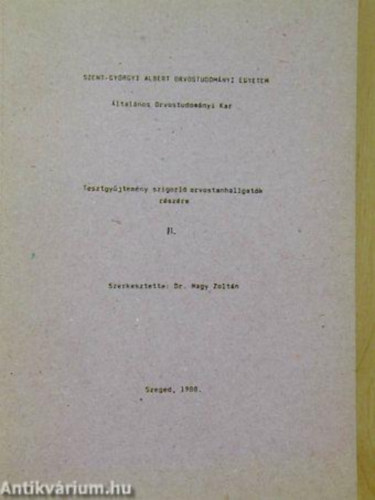 SZENT-GYÖRGYI ALBERT ORVOSTUDOMÁNYI EGYETEM
Általános Orvostudományi Kar
Tesztgyűjtemény szigorló orvostanhallgatók
részére
II.
Szerkesztette: Dr. Nagy Zoltán
Szeged, 1988.
Antikvárium.hu